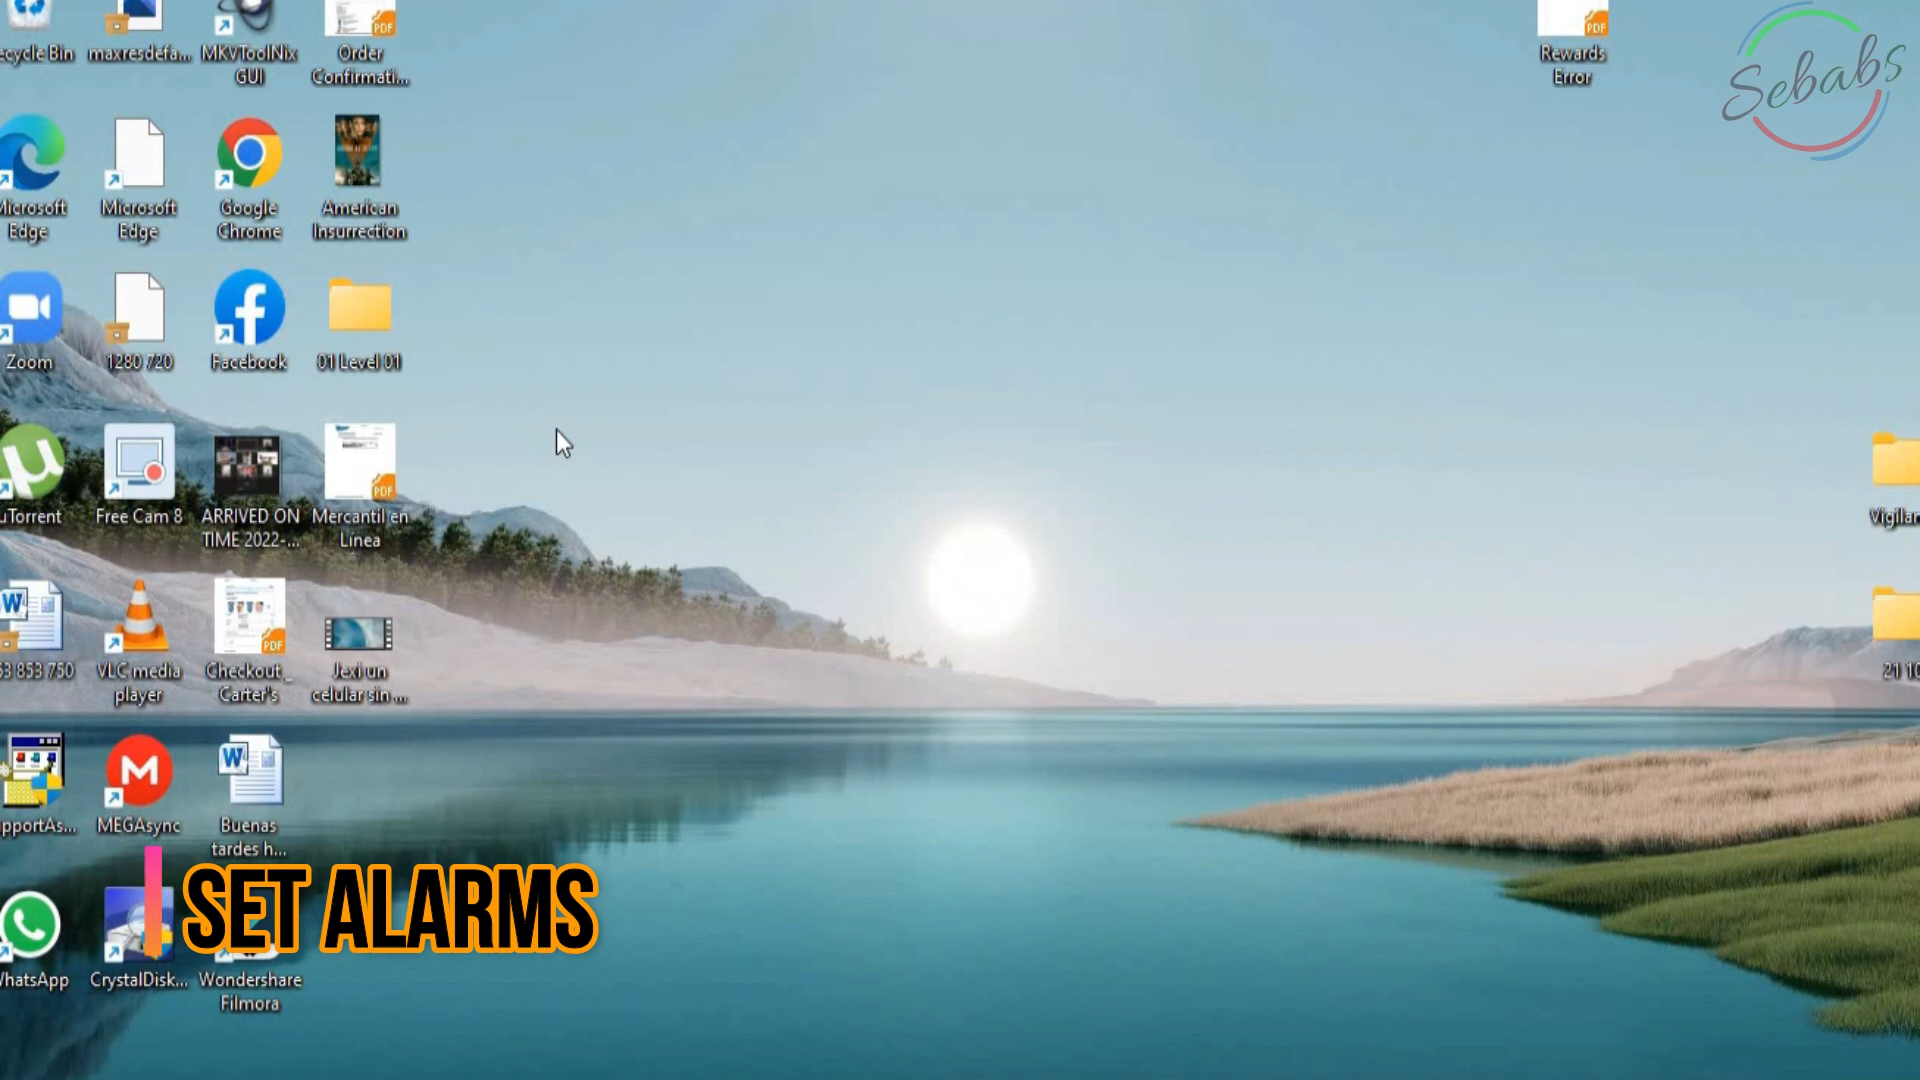 ecycle Bin
maxresdefa...
MKVToolNix
GUI
Order
Confirmati...
Rewards
Error
Sebabs
Microsoft
Edge
Microsoft
Edge
Google
Chrome
American
Insurrection
Zoom
1280 720
Facebook
01 Level 01
uTorrent
Free Cam 8
ARRIVED ON
TIME 2022-...
Mercantil en
Linea
Vigilar
53 853 750
VLC media
player
Checkout_
Carter's
Jexi un
celular sin ...
21 10
pportAs...
MEGAsync
Buenas
tardes h...
SET ALARMS
WhatsApp
CrystalDisk...
Wondershare
Filmora